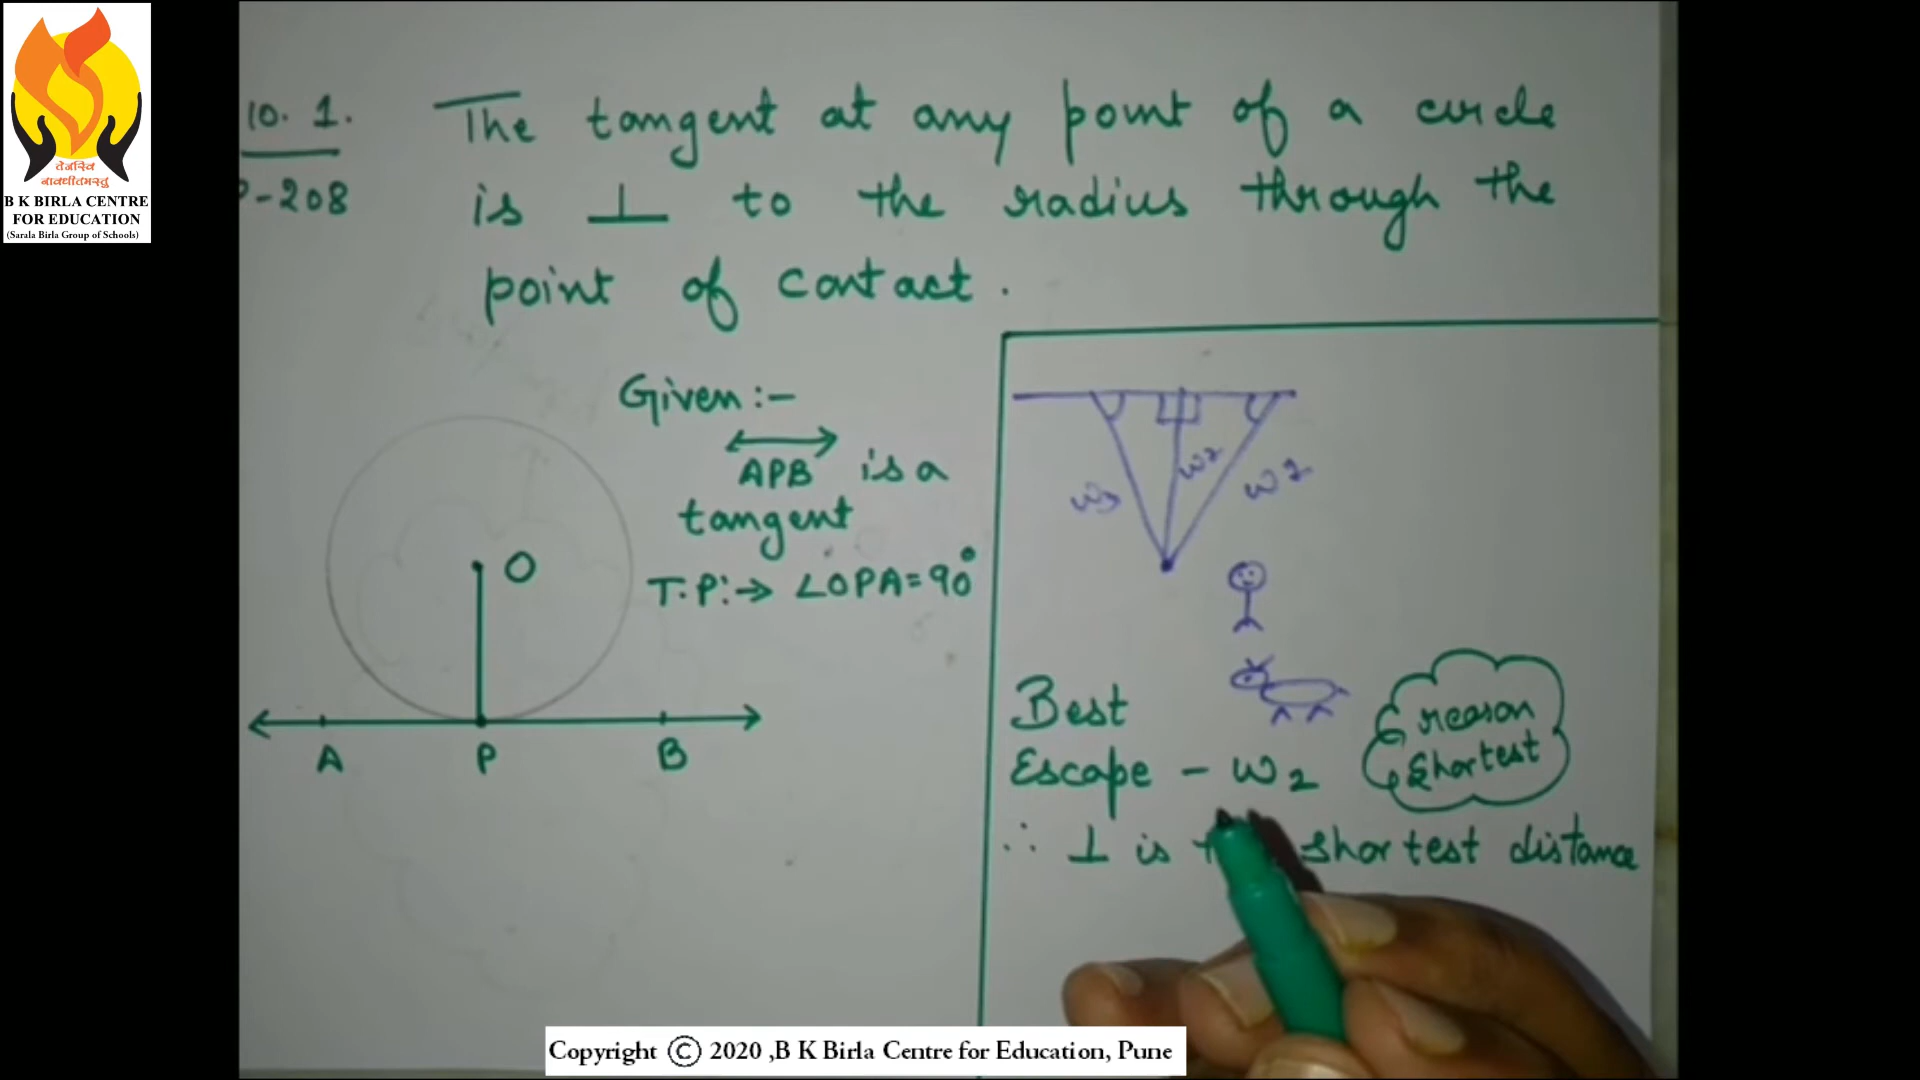 तेजस्वि
नावधीतमस्तु
B K BIRLA CENTRE
FOR EDUCATION
(Sarala Birla Group of Schools)
10. 1.
P-208
The tangent at any point of a circle
is ⊥ to the radius through the
point of contact.
Given :-
APB is a
tangent
T.P: → ∠OPA = 90°
O
A P B
W2
W2
Best
Escape - W2
reason
Shortest
∴ ⊥ is shortest distance
Copyright © 2020 ,B K Birla Centre for Education, Pune